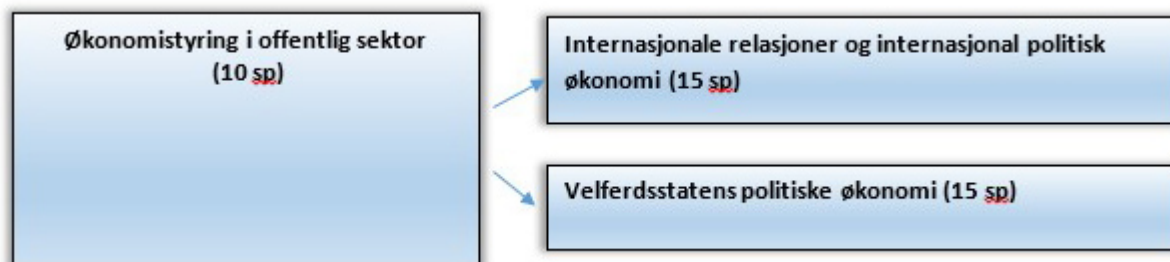 Økonomistyring i offentlig sektor
(10 sp)
Internasjonale relasjoner og internasjonal politisk
økonomi (15 sp)
Velferdsstatens politiske økonomi (15 sp)